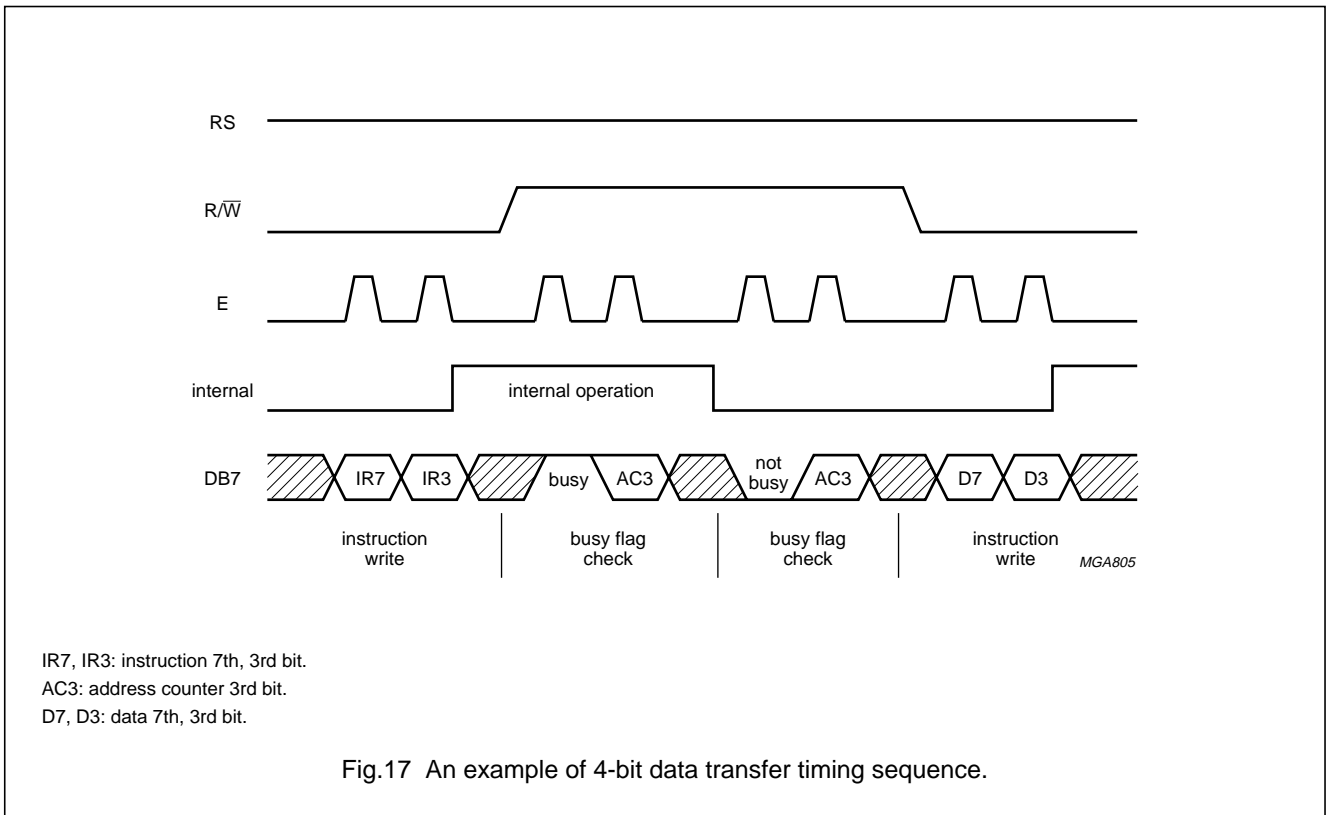 RS
R/W̅
E
internal
internal operation
DB7
IR7 IR3 busy AC3 not busy AC3 D7 D3
instruction write
busy flag check
busy flag check
instruction write
MGA805
IR7, IR3: instruction 7th, 3rd bit.
AC3: address counter 3rd bit.
D7, D3: data 7th, 3rd bit.
Fig.17 An example of 4-bit data transfer timing sequence.